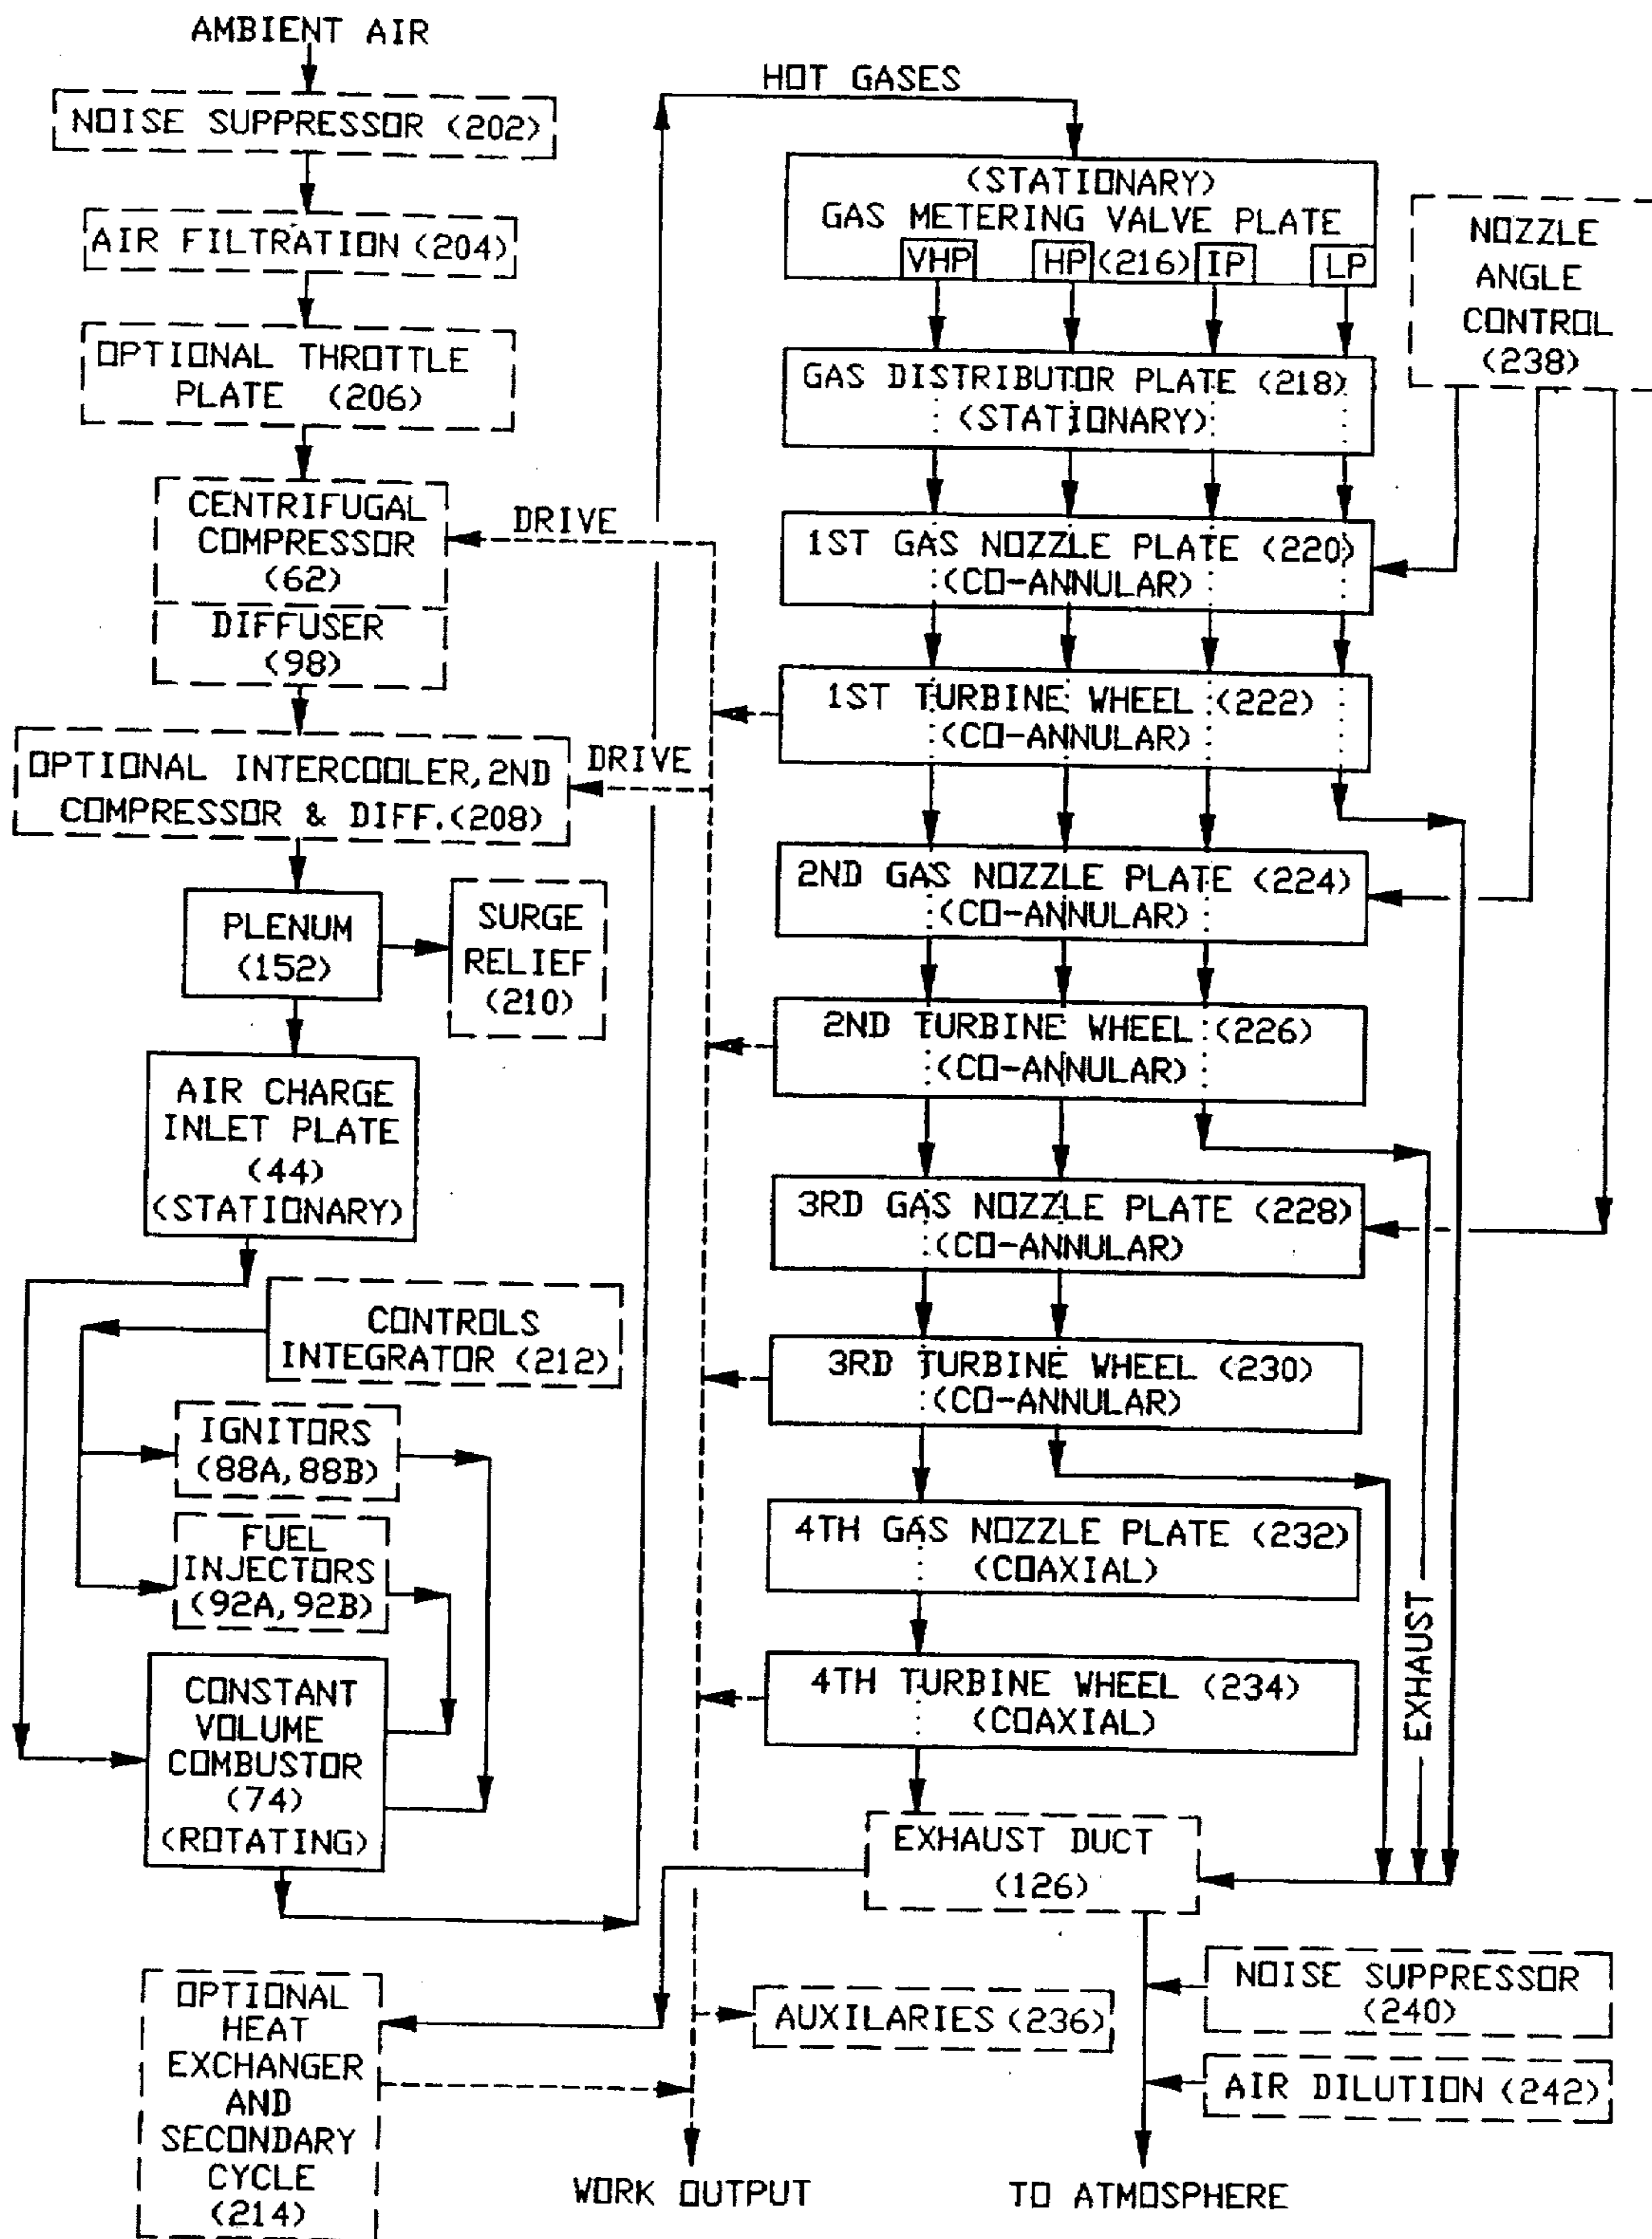 AMBIENT AIR
NOISE SUPPRESSOR (202)
AIR FILTRATION (204)
OPTIONAL THROTTLE
PLATE (206)
CENTRIFUGAL
COMPRESSOR
(62)
DIFFUSER
(98)
DRIVE
OPTIONAL INTERCOOLER, 2ND
COMPRESSOR & DIFF. (208)
DRIVE
PLENUM
(152)
SURGE
RELIEF
(210)
AIR CHARGE
INLET PLATE
(44)
(STATIONARY)
CONTROLS
INTEGRATOR (212)
IGNITORS
(88A, 88B)
FUEL
INJECTORS
(92A, 92B)
CONSTANT
VOLUME
COMBUSTOR
(74)
(ROTATING)
OPTIONAL
HEAT
EXCHANGER
AND
SECONDARY
CYCLE
(214)
HOT GASES
(STATIONARY)
GAS METERING VALVE PLATE
VHP HP (216) IP LP
GAS DISTRIBUTOR PLATE (218)
(STATIONARY)
1ST GAS NOZZLE PLATE (220)
(CO-ANNULAR)
1ST TURBINE WHEEL (222)
(CO-ANNULAR)
2ND GAS NOZZLE PLATE (224)
(CO-ANNULAR)
2ND TURBINE WHEEL (226)
(CO-ANNULAR)
3RD GAS NOZZLE PLATE (228)
(CO-ANNULAR)
3RD TURBINE WHEEL (230)
(CO-ANNULAR)
4TH GAS NOZZLE PLATE (232)
(COAXIAL)
4TH TURBINE WHEEL (234)
(COAXIAL)
EXHAUST DUCT
(126)
NOZZLE
ANGLE
CONTROL
(238)
EXHAUST
AUXILARIES (236)
NOISE SUPPRESSOR
(240)
AIR DILUTION (242)
WORK OUTPUT
TO ATMOSPHERE